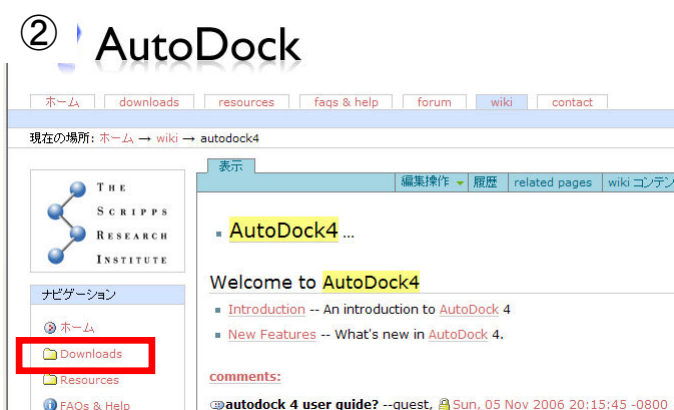 ② AutoDock
ホーム downloads resources faqs & help forum wiki contact
現在の場所: ホーム → wiki → autodock4
表示
編集操作 履歴 related pages wiki コンテン
THE
SCRIPPS
RESEARCH
INSTITUTE
AutoDock4 ...
ナビゲーション
Welcome to AutoDock4
Introduction -- An introduction to AutoDock 4
ホーム
New Features -- What's new in AutoDock 4.
Downloads
Resources
comments:
FAQs & Help
autodock 4 user guide? --guest, Sun, 05 Nov 2006 20:15:45 -0800